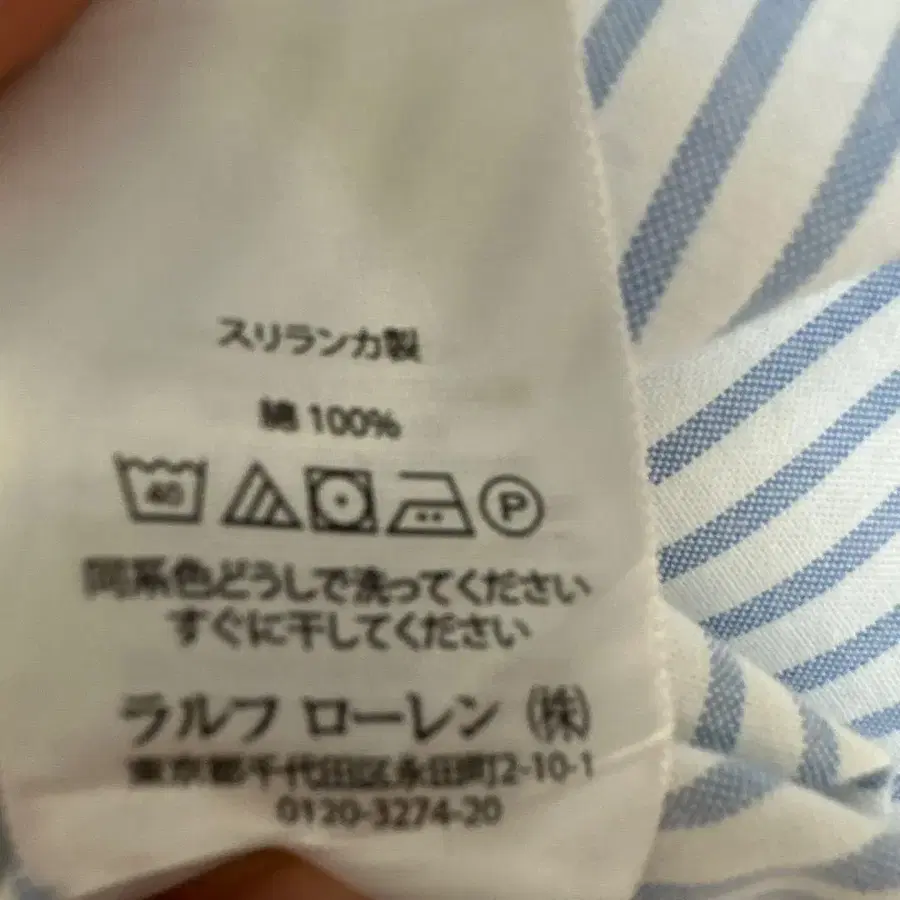 スリランカ製
綿 100%
40 P
同系色どうしで洗ってください
すぐに干してください
ラルフ ローレン (株)
東京都千代田区永田町2-10-1
0120-3274-20